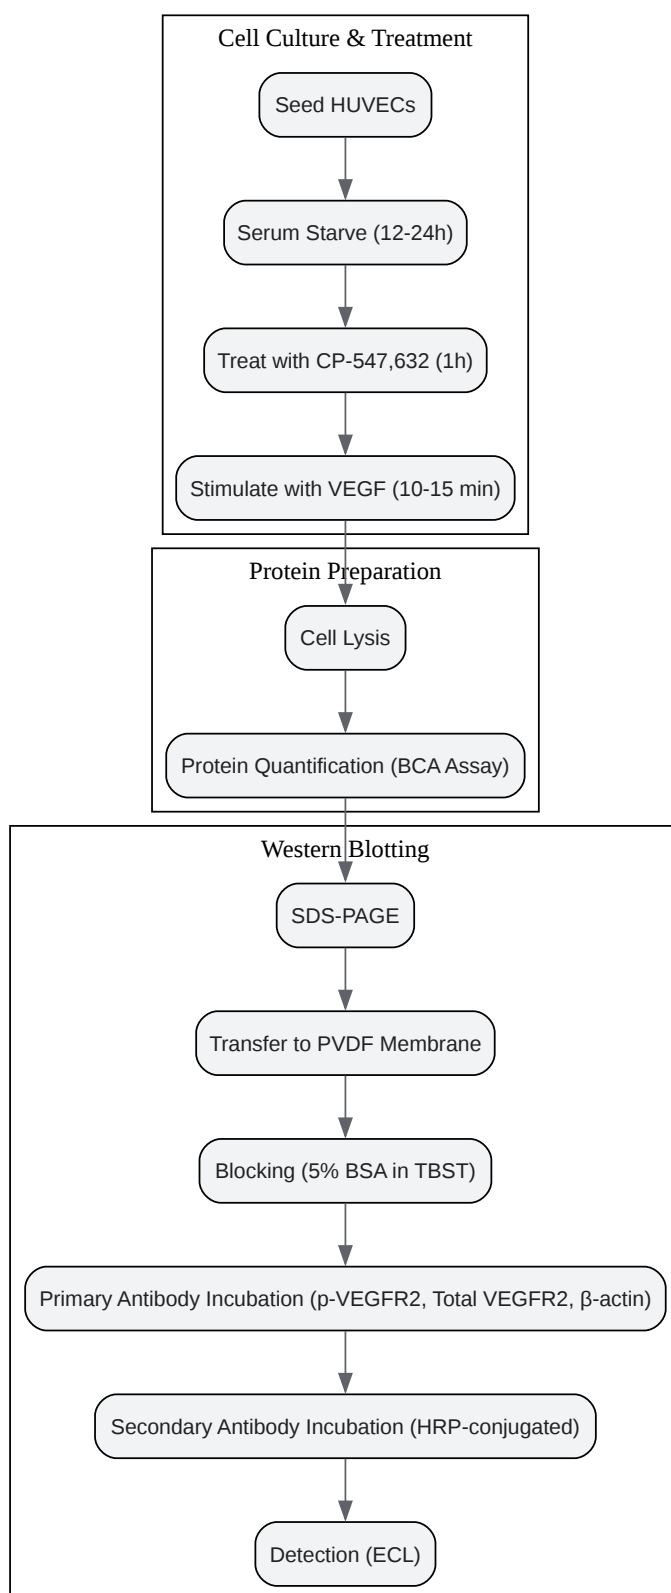 Cell Culture & Treatment
Seed HUVECs
Serum Starve (12-24h)
Treat with CP-547,632 (1h)
Stimulate with VEGF (10-15 min)
Protein Preparation
Cell Lysis
Protein Quantification (BCA Assay)
Western Blotting
SDS-PAGE
Transfer to PVDF Membrane
Blocking (5% BSA in TBST)
Primary Antibody Incubation (p-VEGFR2, Total VEGFR2, β-actin)
Secondary Antibody Incubation (HRP-conjugated)
Detection (ECL)